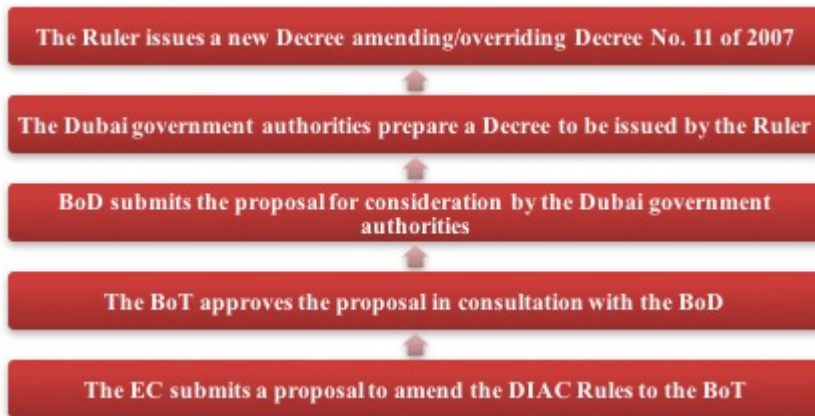 The Ruler issues a new Decree amending/overriding Decree No. 11 of 2007
The Dubai government authorities prepare a Decree to be issued by the Ruler
BoD submits the proposal for consideration by the Dubai government
authorities
The BoT approves the proposal in consultation with the BoD
The EC submits a proposal to amend the DIAC Rules to the BoT